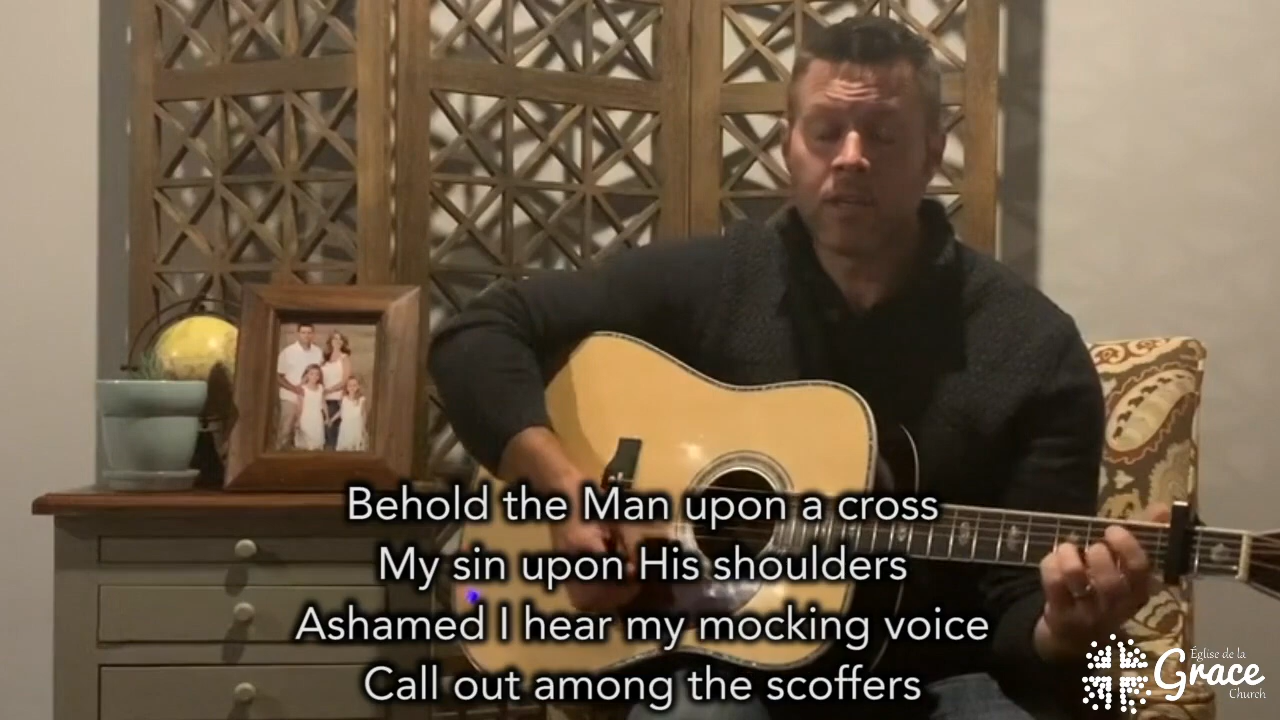 Behold the Man upon a cross
My sin upon His shoulders
Ashamed I hear my mocking voice
Call out among the scoffers
Église de la
Grace
Church